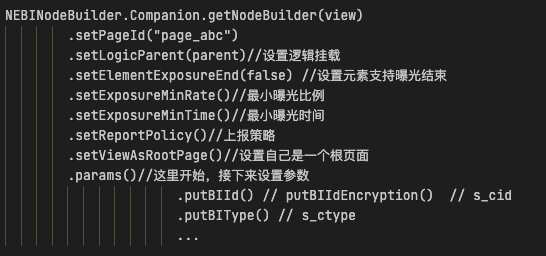 NEBINodeBuilder.Companion.getNodeBuilder(view)
.setPageId("page_abc")
.setLogicParent(parent)//设置逻辑挂载
.setElementExposureEnd(false) //设置元素支持曝光结束
.setExposureMinRate()//最小曝光比例
.setExposureMinTime()//最小曝光时间
.setReportPolicy()//上报策略
.setViewAsRootPage()//设置自己是一个根页面
.params()//这里开始，接下来设置参数
.putBIId() // putBIIdEncryption()  // s_cid
.putBIType() // s_ctype
...